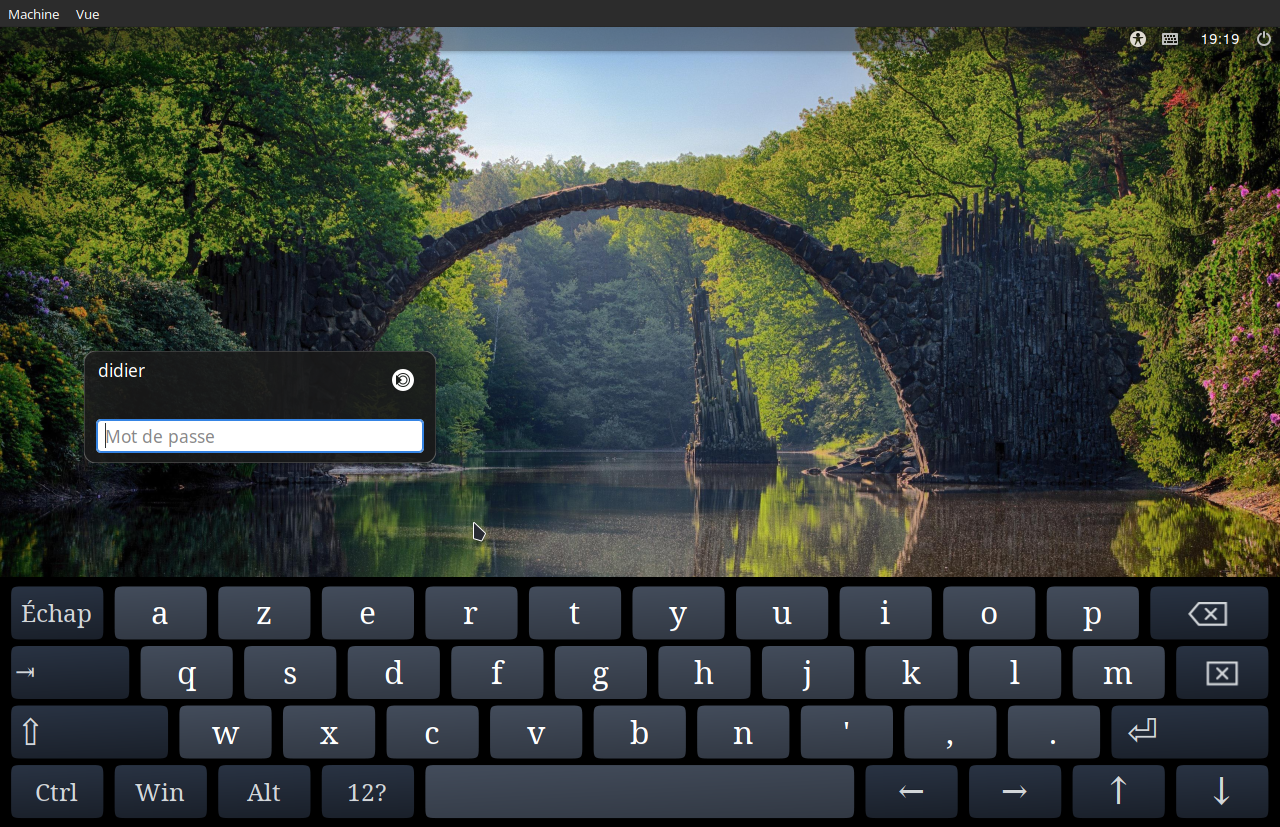 Machine Vue
19:19
didier
Mot de passe
Échap a z e r t y u i o p
q s d f g h j k l m
w x c v b n ' , .
Ctrl Win Alt 12?